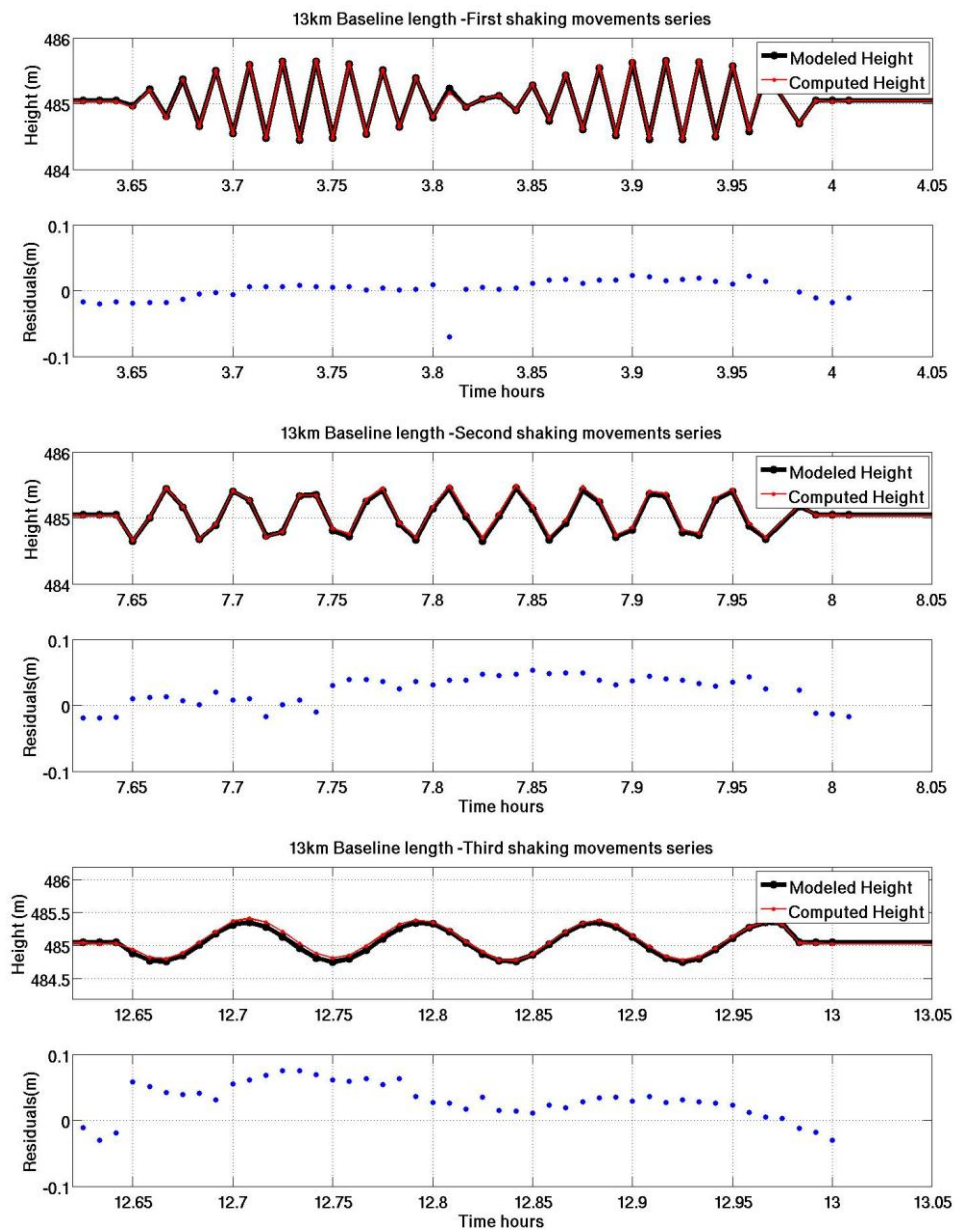 13km Baseline length -First shaking movements series
486
485
484
Height (m)
Modeled Height
Computed Height
3.65 3.7 3.75 3.8 3.85 3.9 3.95 4 4.05
0.1
0
-0.1
Residuals(m)
3.65 3.7 3.75 3.8 3.85 3.9 3.95 4 4.05
Time hours
13km Baseline length -Second shaking movements series
486
485
484
Height (m)
Modeled Height
Computed Height
7.65 7.7 7.75 7.8 7.85 7.9 7.95 8 8.05
0.1
0
-0.1
Residuals(m)
7.65 7.7 7.75 7.8 7.85 7.9 7.95 8 8.05
Time hours
13km Baseline length -Third shaking movements series
486
485.5
485
484.5
Height (m)
Modeled Height
Computed Height
12.65 12.7 12.75 12.8 12.85 12.9 12.95 13 13.05
0.1
0
-0.1
Residuals(m)
12.65 12.7 12.75 12.8 12.85 12.9 12.95 13 13.05
Time hours